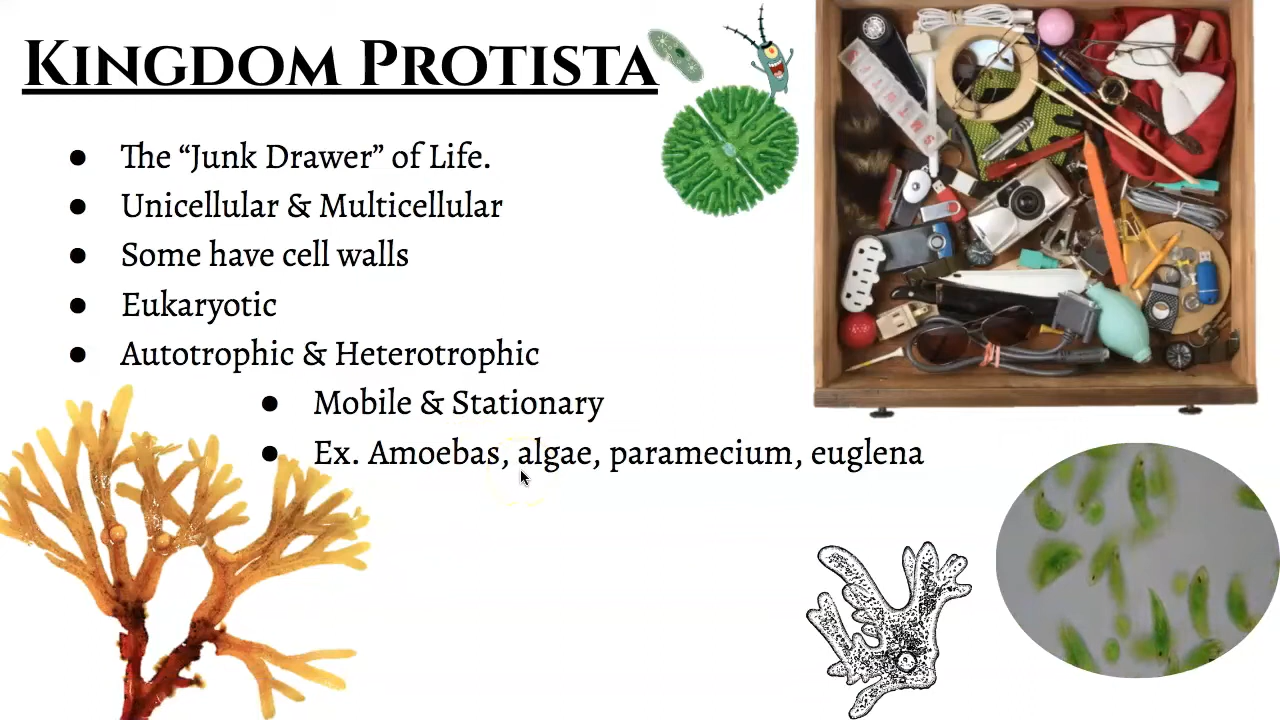 Kingdom Protista
● The “Junk Drawer” of Life.
● Unicellular & Multicellular
● Some have cell walls
● Eukaryotic
● Autotrophic & Heterotrophic
● Mobile & Stationary
● Ex. Amoebas, algae, paramecium, euglena